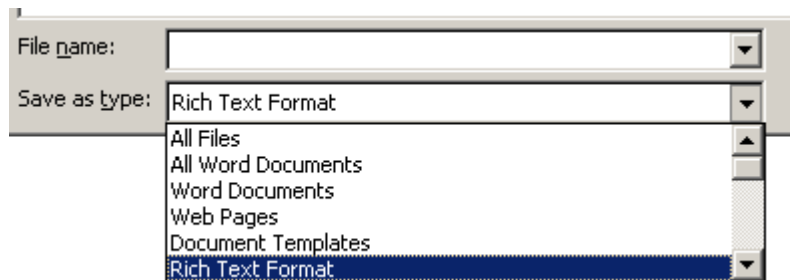 File name:
Save as type: Rich Text Format
All Files
All Word Documents
Word Documents
Web Pages
Document Templates
Rich Text Format